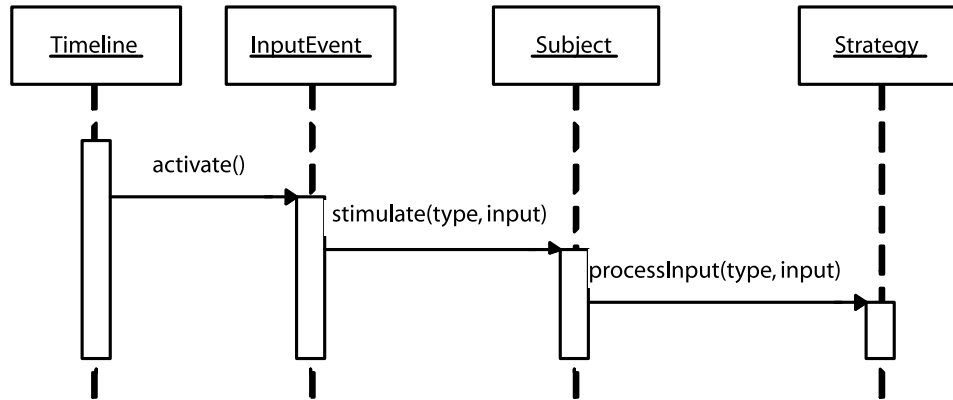 Timeline
InputEvent
Subject
Strategy
activate()
stimulate(type, input)
processInput(type, input)